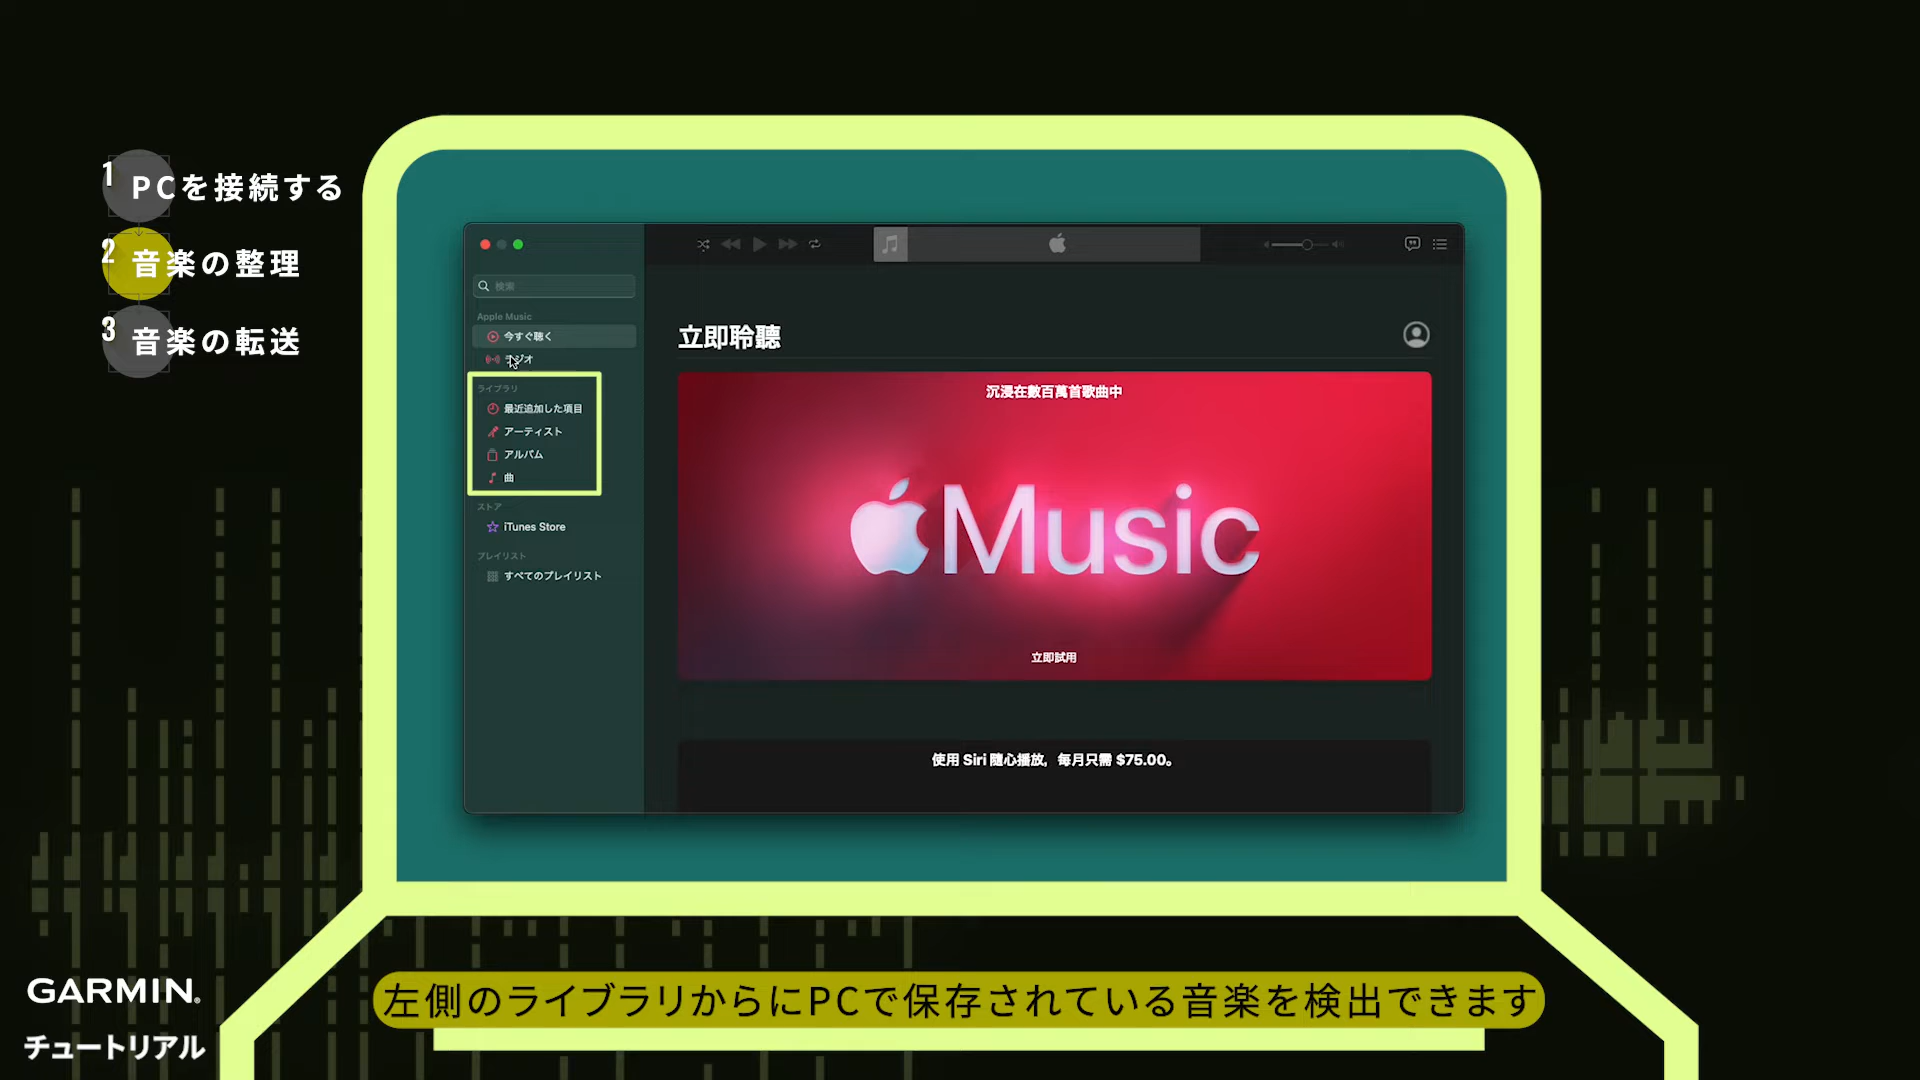 1 PCを接続する
2 音楽の整理
3 音楽の転送
検索
Apple Music
今すぐ聴く
ラジオ
ライブラリ
最近追加した項目
アーティスト
アルバム
曲
ストア
iTunes Store
プレイリスト
すべてのプレイリスト
立即聆聽
沉浸在數百萬首歌曲中
Music
立即試用
使用 Siri 隨心播放，每月只需 $75.00。
GARMIN.
チュートリアル
左側のライブラリからにPCで保存されている音楽を検出できます